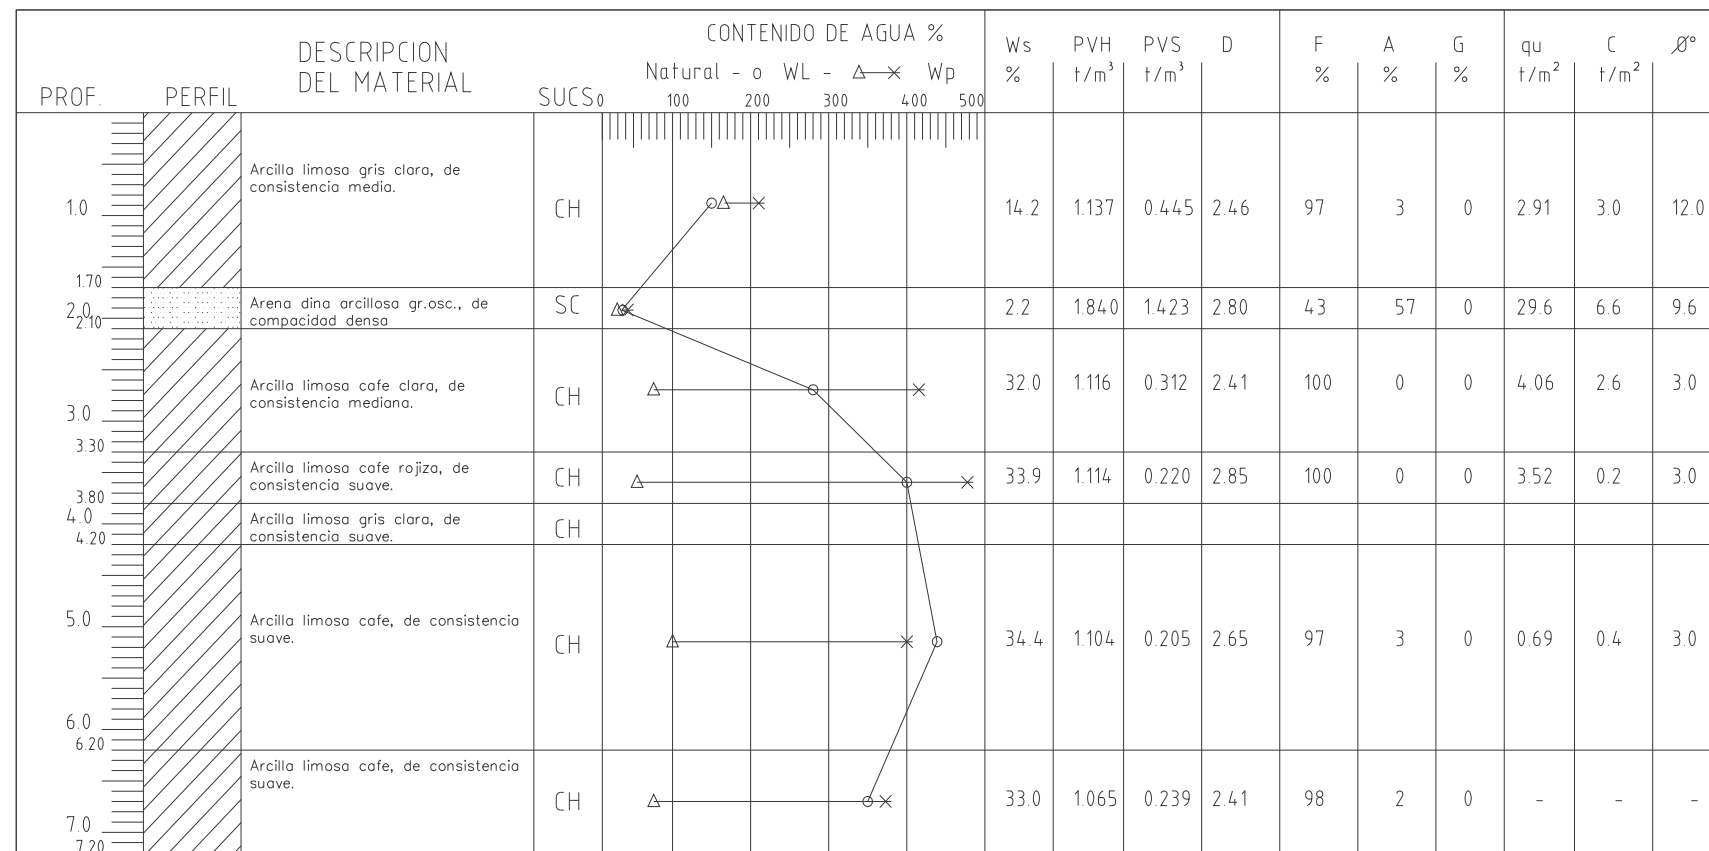 CONTENIDO DE AGUA %
DESCRIPCION
DEL MATERIAL
Natural - o WL - Wp
PROF. PERFIL SUCS 0 100 200 300 400 500
Ws PVH PVS D F A G qu C Ø°
% t/m³ t/m³ % % % t/m² t/m²
Arcilla limosa gris clara, de
consistencia media.
1.0 CH 14.2 1.137 0.445 2.46 97 3 0 2.91 3.0 12.0
1.70
Arena dina arcillosa gr.osc., de
compacidad densa
2.0 SC 2.2 1.840 1.423 2.80 43 57 0 29.6 6.6 9.6
2.10
Arcilla limosa cafe clara, de
consistencia mediana.
CH 32.0 1.116 0.312 2.41 100 0 0 4.06 2.6 3.0
3.0
3.30
Arcilla limosa cafe rojiza, de
consistencia suave.
CH 33.9 1.114 0.220 2.85 100 0 0 3.52 0.2 3.0
3.80
4.0
Arcilla limosa gris clara, de
consistencia suave.
CH
4.20
5.0
Arcilla limosa cafe, de consistencia
suave.
CH 34.4 1.104 0.205 2.65 97 3 0 0.69 0.4 3.0
6.0
6.20
Arcilla limosa cafe, de consistencia
suave.
CH 33.0 1.065 0.239 2.41 98 2 0 - - -
7.0
7.20